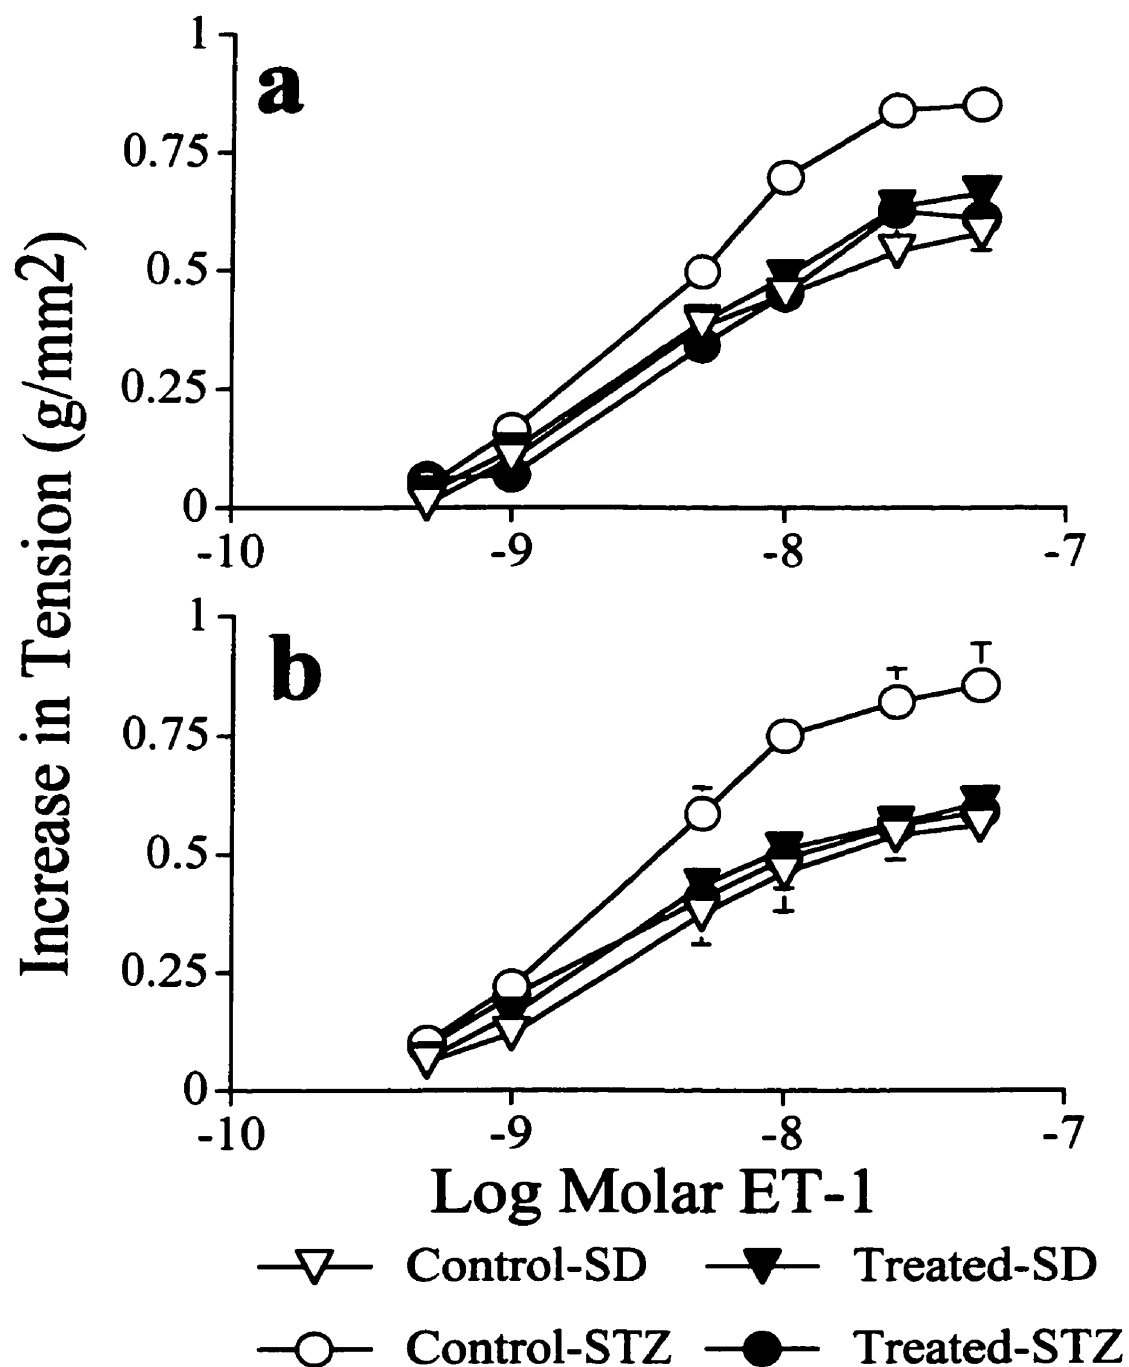 a
1
0.75
0.5
0.25
0
-10 -9 -8 -7
b
1
0.75
0.5
0.25
0
-10 -9 -8 -7
Increase in Tension (g/mm2)
Log Molar ET-1
Control-SD Treated-SD
Control-STZ Treated-STZ